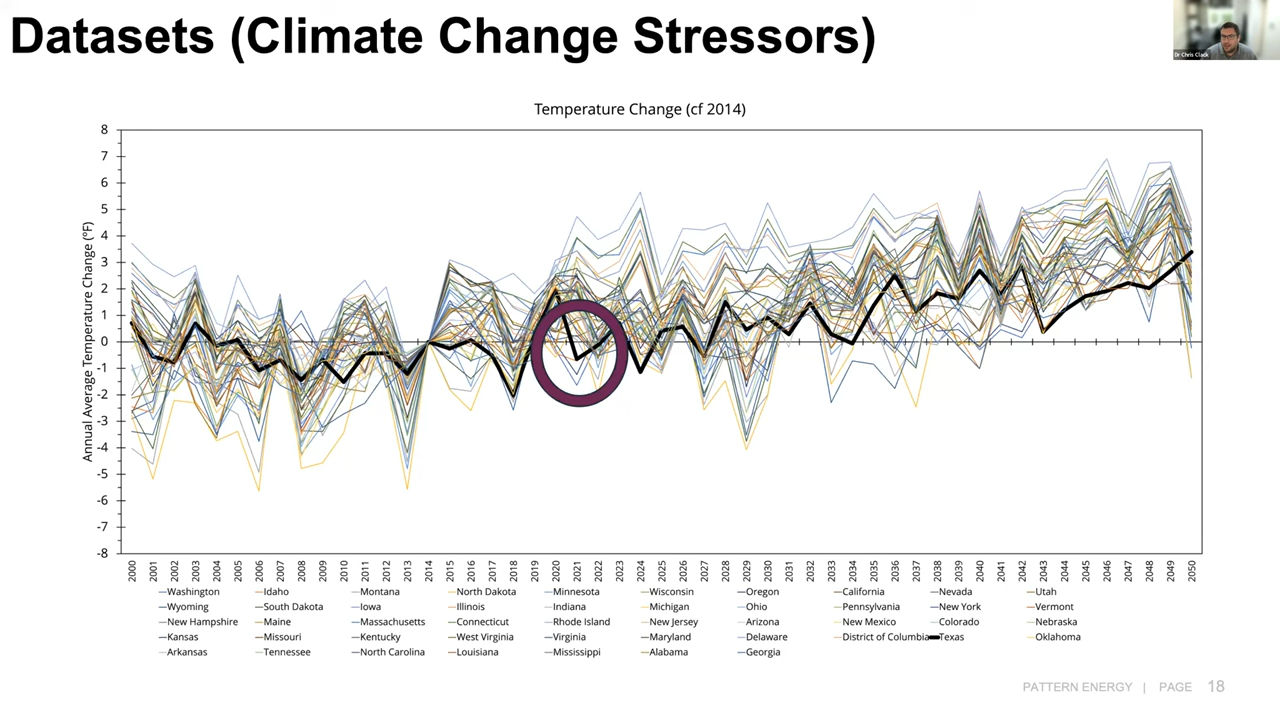 Datasets (Climate Change Stressors)
Dr Chris Clack
Temperature Change (cf 2014)
Annual Average Temperature Change (°F)
8
7
6
5
4
3
2
1
0
-1
-2
-3
-4
-5
-6
-7
-8
2000 2001 2002 2003 2004 2005 2006 2007 2008 2009 2010 2011 2012 2013 2014 2015 2016 2017 2018 2019 2020 2021 2022 2023 2024 2025 2026 2027 2028 2029 2030 2031 2032 2033 2034 2035 2036 2037 2038 2039 2040 2041 2042 2043 2044 2045 2046 2047 2048 2049 2050
Washington Idaho Montana North Dakota Minnesota Wisconsin Oregon California Nevada Utah
Wyoming South Dakota Iowa Illinois Indiana Michigan Ohio Pennsylvania New York Vermont
New Hampshire Maine Massachusetts Connecticut Rhode Island New Jersey Arizona New Mexico Colorado Nebraska
Kansas Missouri Kentucky West Virginia Virginia Maryland Delaware District of Columbia Texas Oklahoma
Arkansas Tennessee North Carolina Louisiana Mississippi Alabama Georgia
PATTERN ENERGY | PAGE 18